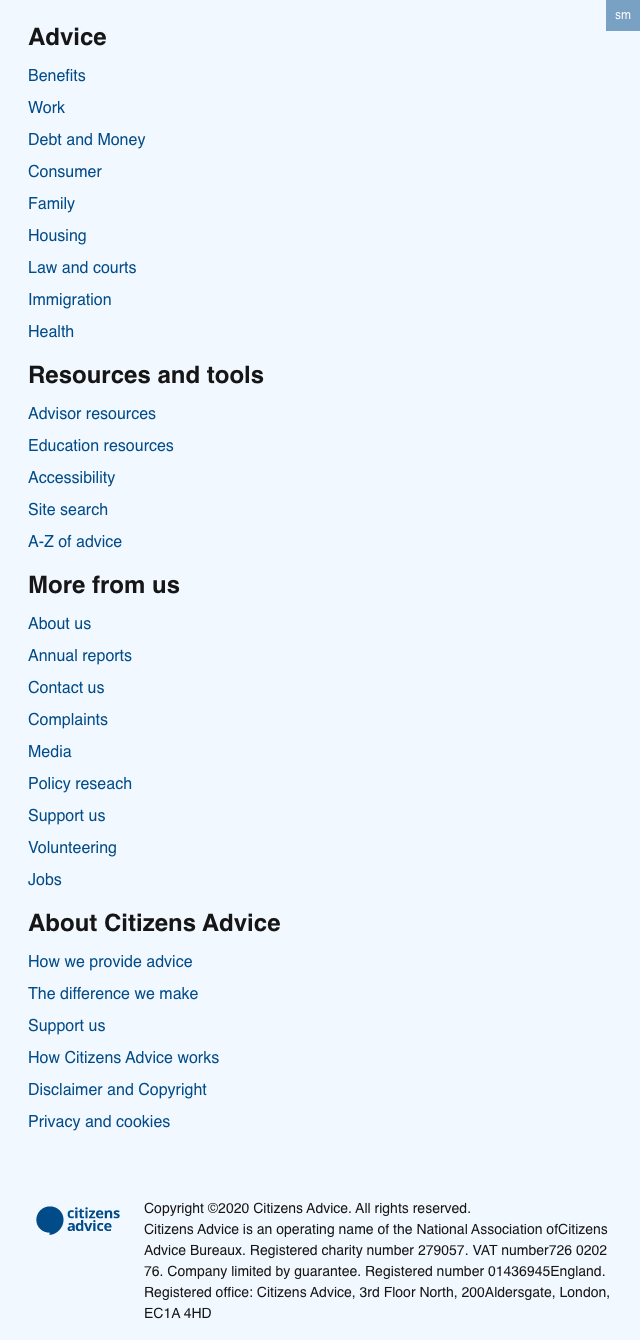 sm
Advice
Benefits
Work
Debt and Money
Consumer
Family
Housing
Law and courts
Immigration
Health
Resources and tools
Advisor resources
Education resources
Accessibility
Site search
A-Z of advice
More from us
About us
Annual reports
Contact us
Complaints
Media
Policy reseach
Support us
Volunteering
Jobs
About Citizens Advice
How we provide advice
The difference we make
Support us
How Citizens Advice works
Disclaimer and Copyright
Privacy and cookies
citizens
advice
Copyright ©2020 Citizens Advice. All rights reserved.
Citizens Advice is an operating name of the National Association ofCitizens
Advice Bureaux. Registered charity number 279057. VAT number726 0202
76. Company limited by guarantee. Registered number 01436945England.
Registered office: Citizens Advice, 3rd Floor North, 200Aldersgate, London,
EC1A 4HD